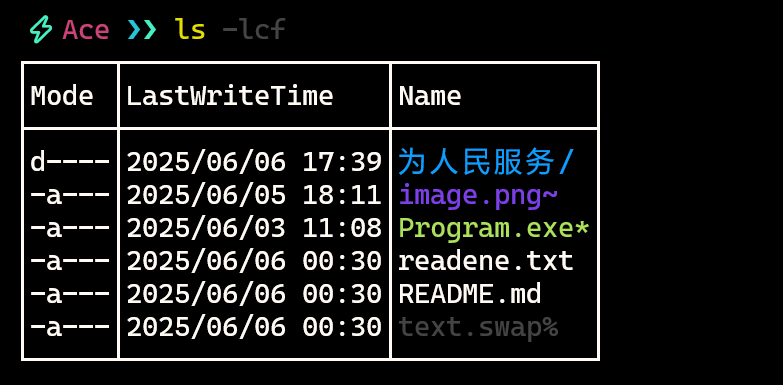 Ace ❯❯ ls -lcf
Mode LastWriteTime Name
d---- 2025/06/06 17:39 为人民服务/
-a--- 2025/06/05 18:11 image.png~
-a--- 2025/06/03 11:08 Program.exe*
-a--- 2025/06/06 00:30 readene.txt
-a--- 2025/06/06 00:30 README.md
-a--- 2025/06/06 00:30 text.swap%